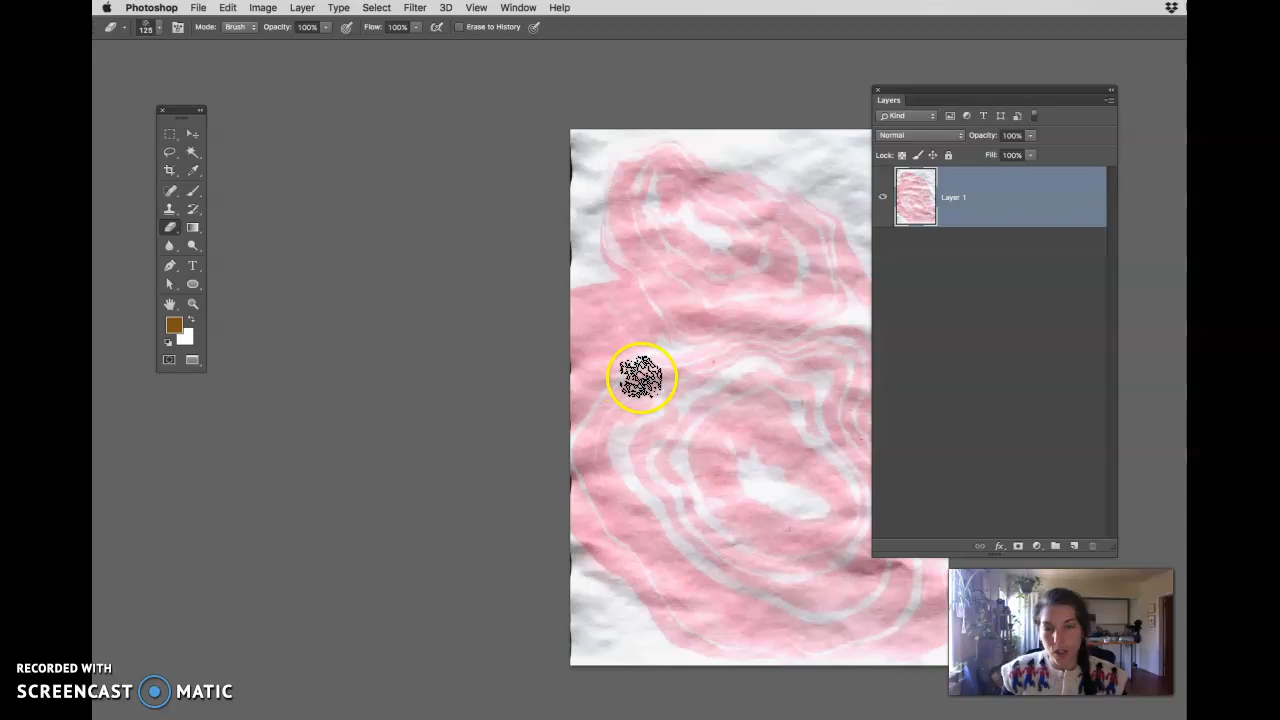 Photoshop File Edit Image Layer Type Select Filter 3D View Window Help
125 Mode: Brush Opacity: 100% Flow: 100% Erase to History
Layers
Kind
Normal Opacity: 100%
Lock: Fill: 100%
Layer 1
RECORDED WITH
SCREENCAST MATIC